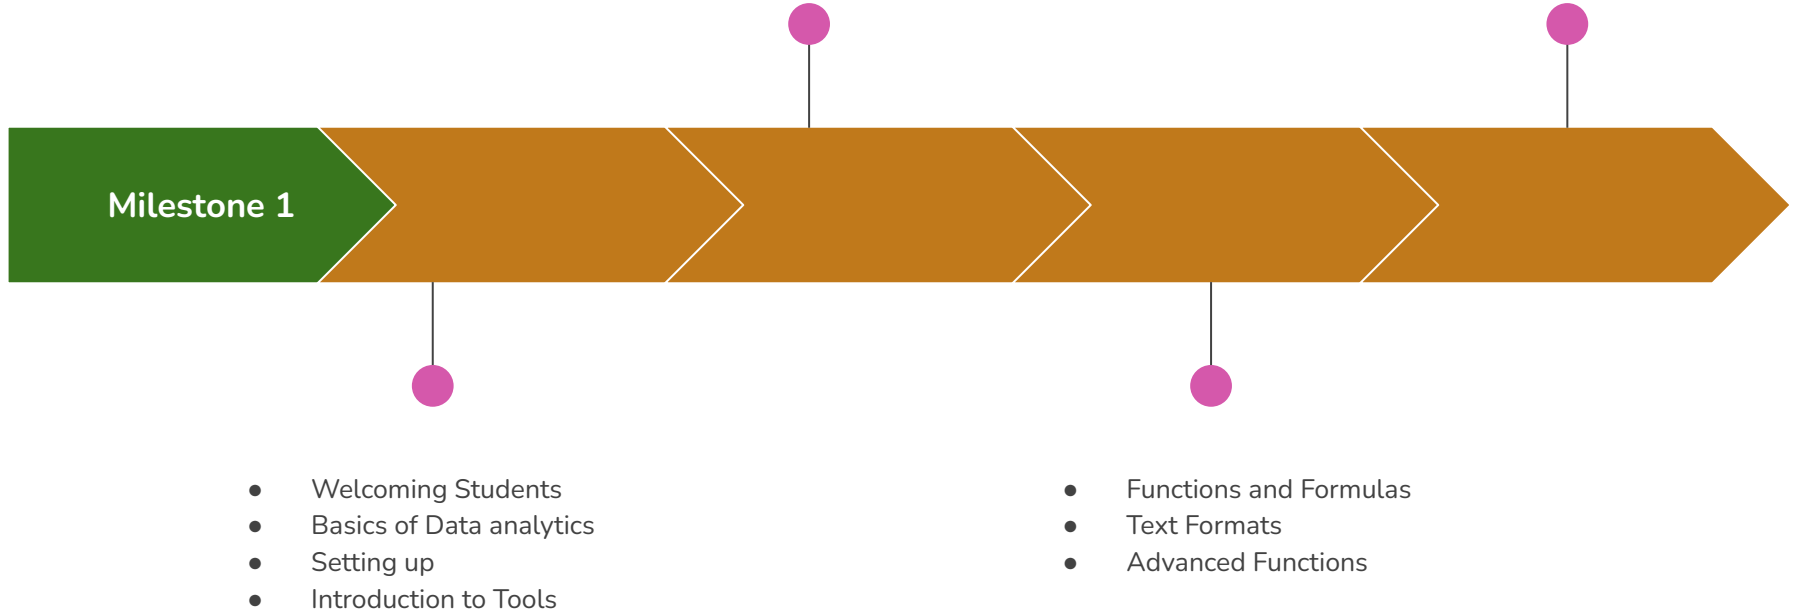 Milestone 1
● Welcoming Students
● Basics of Data analytics
● Setting up
● Introduction to Tools
● Functions and Formulas
● Text Formats
● Advanced Functions